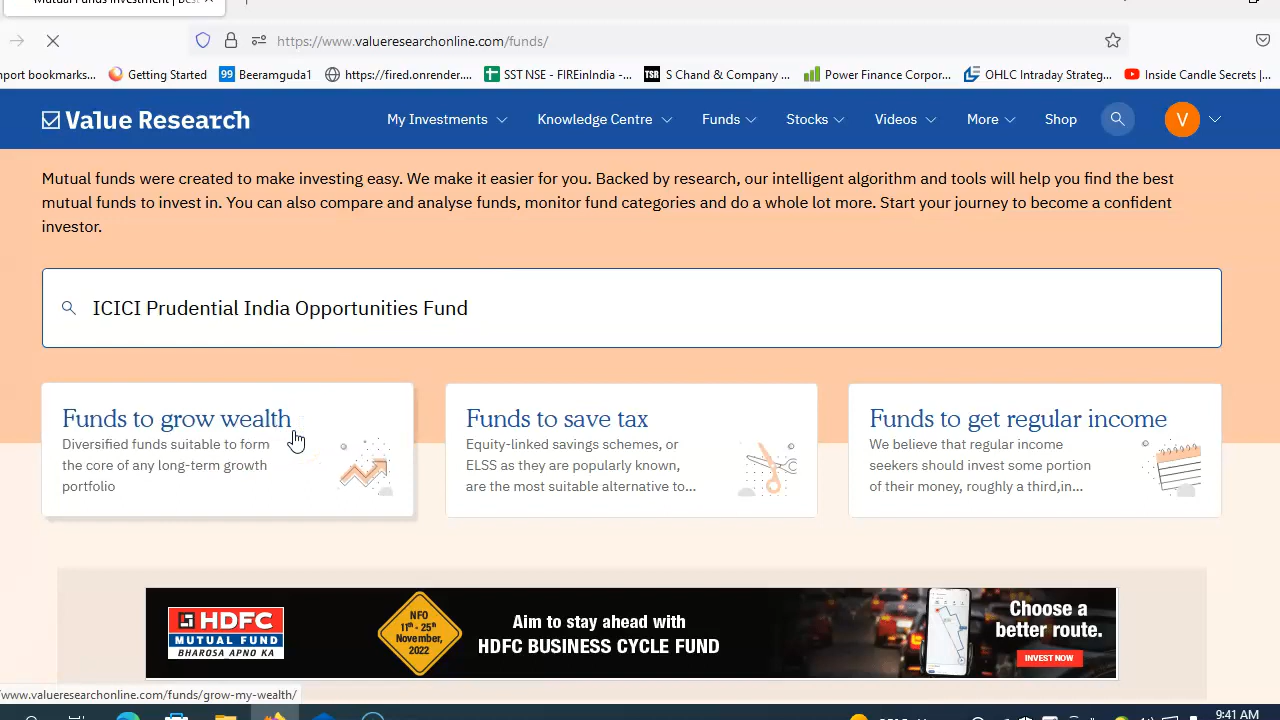 Mutual Funds Investment | Best
https://www.valueresearchonline.com/funds/
mport bookmarks... Getting Started 99 Beeramguda1 https://fired.onrender.... SST NSE - FIREinIndia -... TSR S Chand & Company ... Power Finance Corpor... OHLC Intraday Strateg... Inside Candle Secrets |...
Value Research My Investments Knowledge Centre Funds Stocks Videos More Shop V
Mutual funds were created to make investing easy. We make it easier for you. Backed by research, our intelligent algorithm and tools will help you find the best
mutual funds to invest in. You can also compare and analyse funds, monitor fund categories and do a whole lot more. Start your journey to become a confident
investor.
ICICI Prudential India Opportunities Fund
Funds to grow wealth
Diversified funds suitable to form
the core of any long-term growth
portfolio
Funds to save tax
Equity-linked savings schemes, or
ELSS as they are popularly known,
are the most suitable alternative to...
Funds to get regular income
We believe that regular income
seekers should invest some portion
of their money, roughly a third,in...
HDFC
MUTUAL FUND
BHAROSA APNO KA
NFO
11th - 25th
November,
2022
Aim to stay ahead with
HDFC BUSINESS CYCLE FUND
Choose a
better route.
INVEST NOW
www.valueresearchonline.com/funds/grow-my-wealth/
9:41 AM